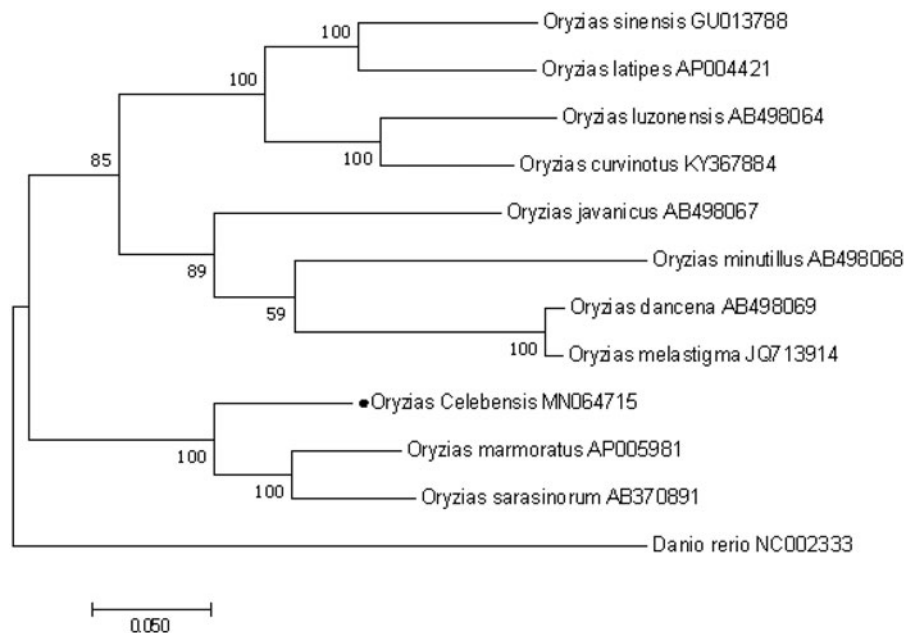 Oryzias sinensis GU013788
100
Oryzias latipes AP004421
100
Oryzias luzonensis AB498064
100
Oryzias curvinotus KY367884
85
Oryzias javanicus AB498067
89
Oryzias minutillus AB498068
59
Oryzias dancena AB498069
100
Oryzias melastigma JQ713914
Oryzias Celebensis MN064715
100
Oryzias marmoratus AP005981
100
Oryzias sarasinorum AB370891
Danio rerio NC002333
0.050